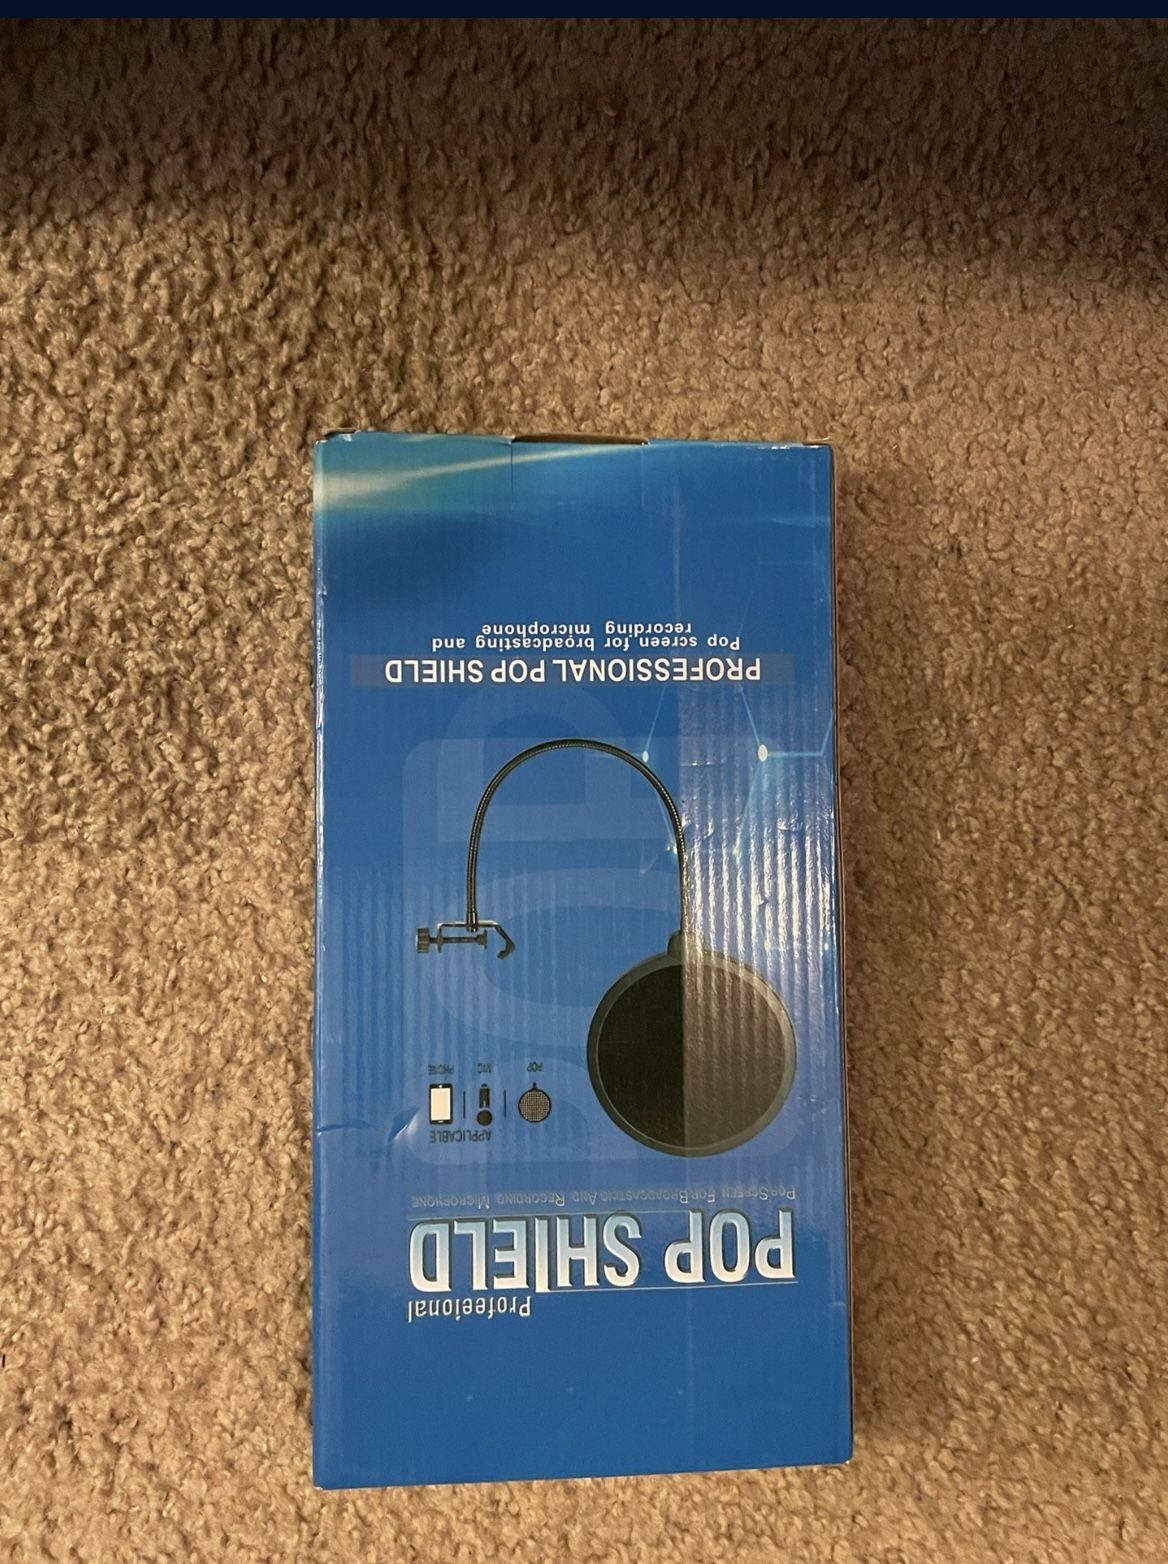 Profeeional
POP SHIELD
Pop Screen For Broadcasting And Recording Microphone
APPLICABLE
POP MIC PHONE
PROFESSIONAL POP SHIELD
Pop screen for broadcasting and
recording microphone